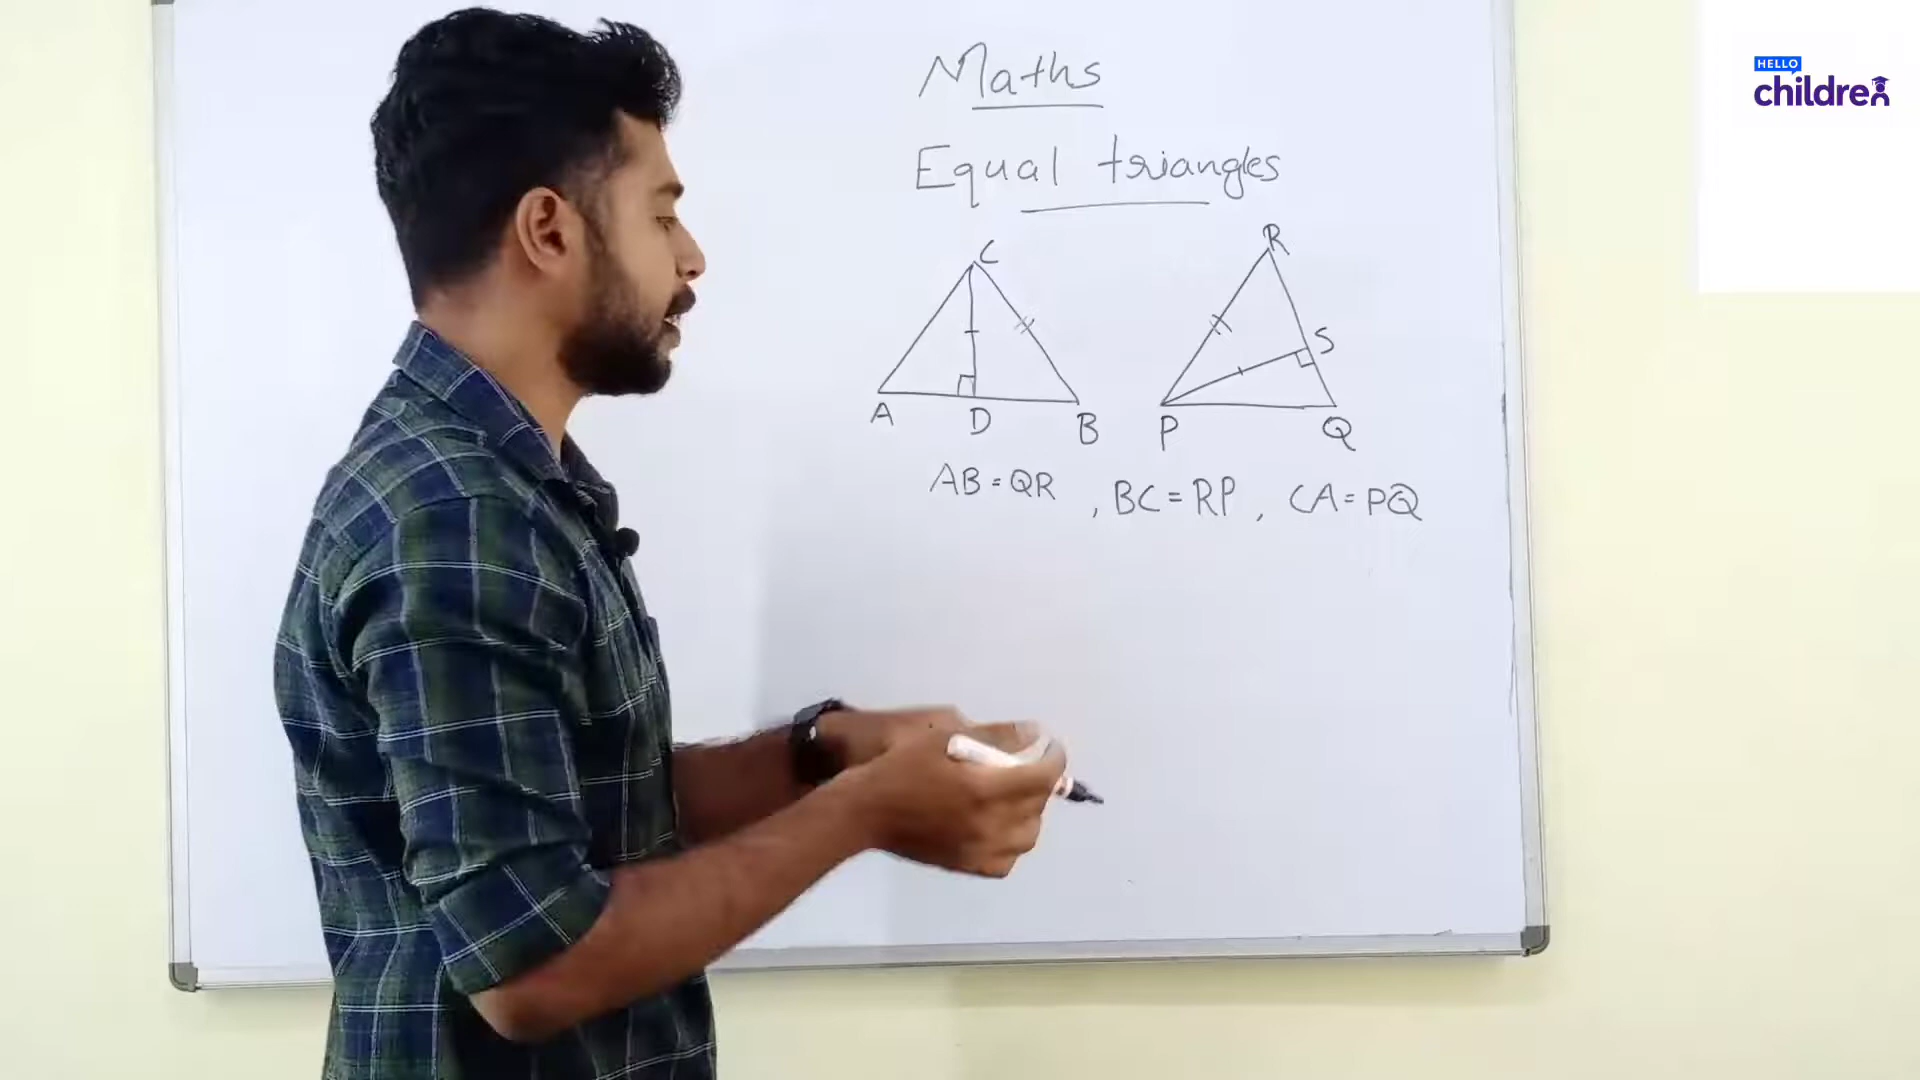 Maths
Equal triangles
C
R
S
A
D
B
P
Q
AB = QR , BC = RP , CA = PQ
HELLO
children